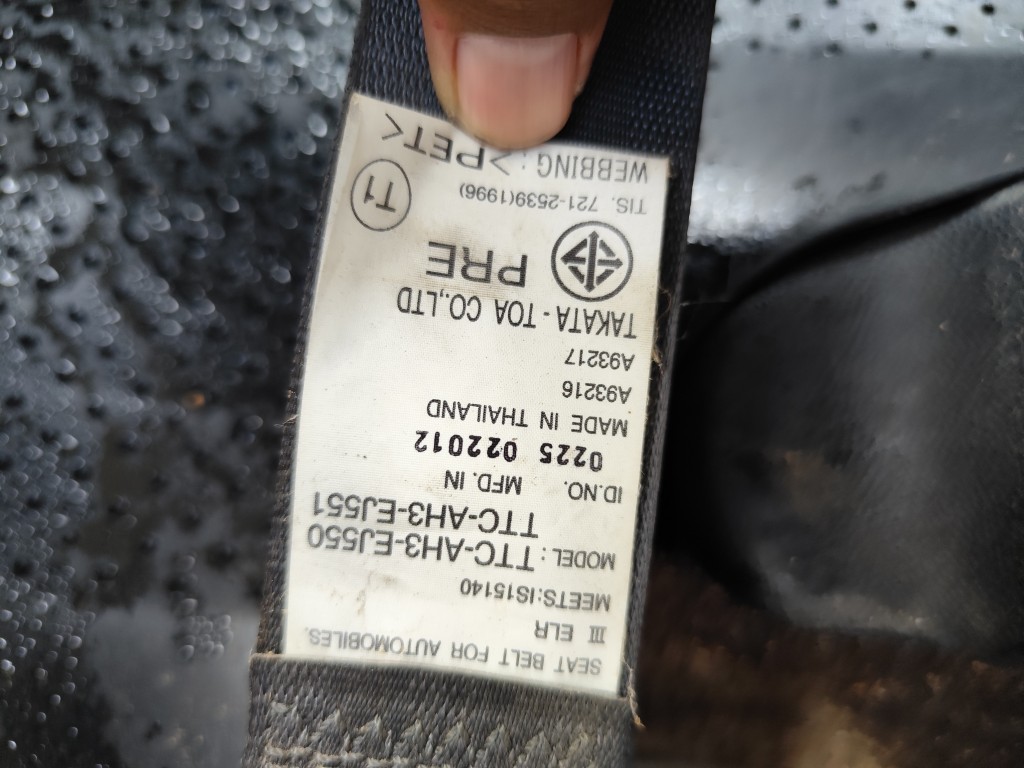 SEAT BELT FOR AUTOMOBILES.
III ELR
MEETS:IS15140
MODEL : TTC-AH3-EJ550
TTC-AH3-EJ551
ID.NO. MFD. IN
0225 022012
MADE IN THAILAND
A93216
A93217
TAKATA - TOA CO.,LTD
PRE
TIS. 721-2539(1996)
T1
WEBBING : >PET<